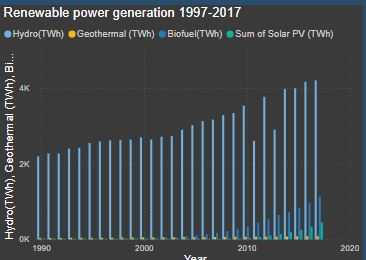 Renewable power generation 1997-2017
Hydro(TWh) Geothermal (TWh) Biofuel(TWh) Sum of Solar PV (TWh)
Hydro(TWh), Geothermal (TWh), Bi...
4K
2K
0K
1990 2000 2010 2020
Year